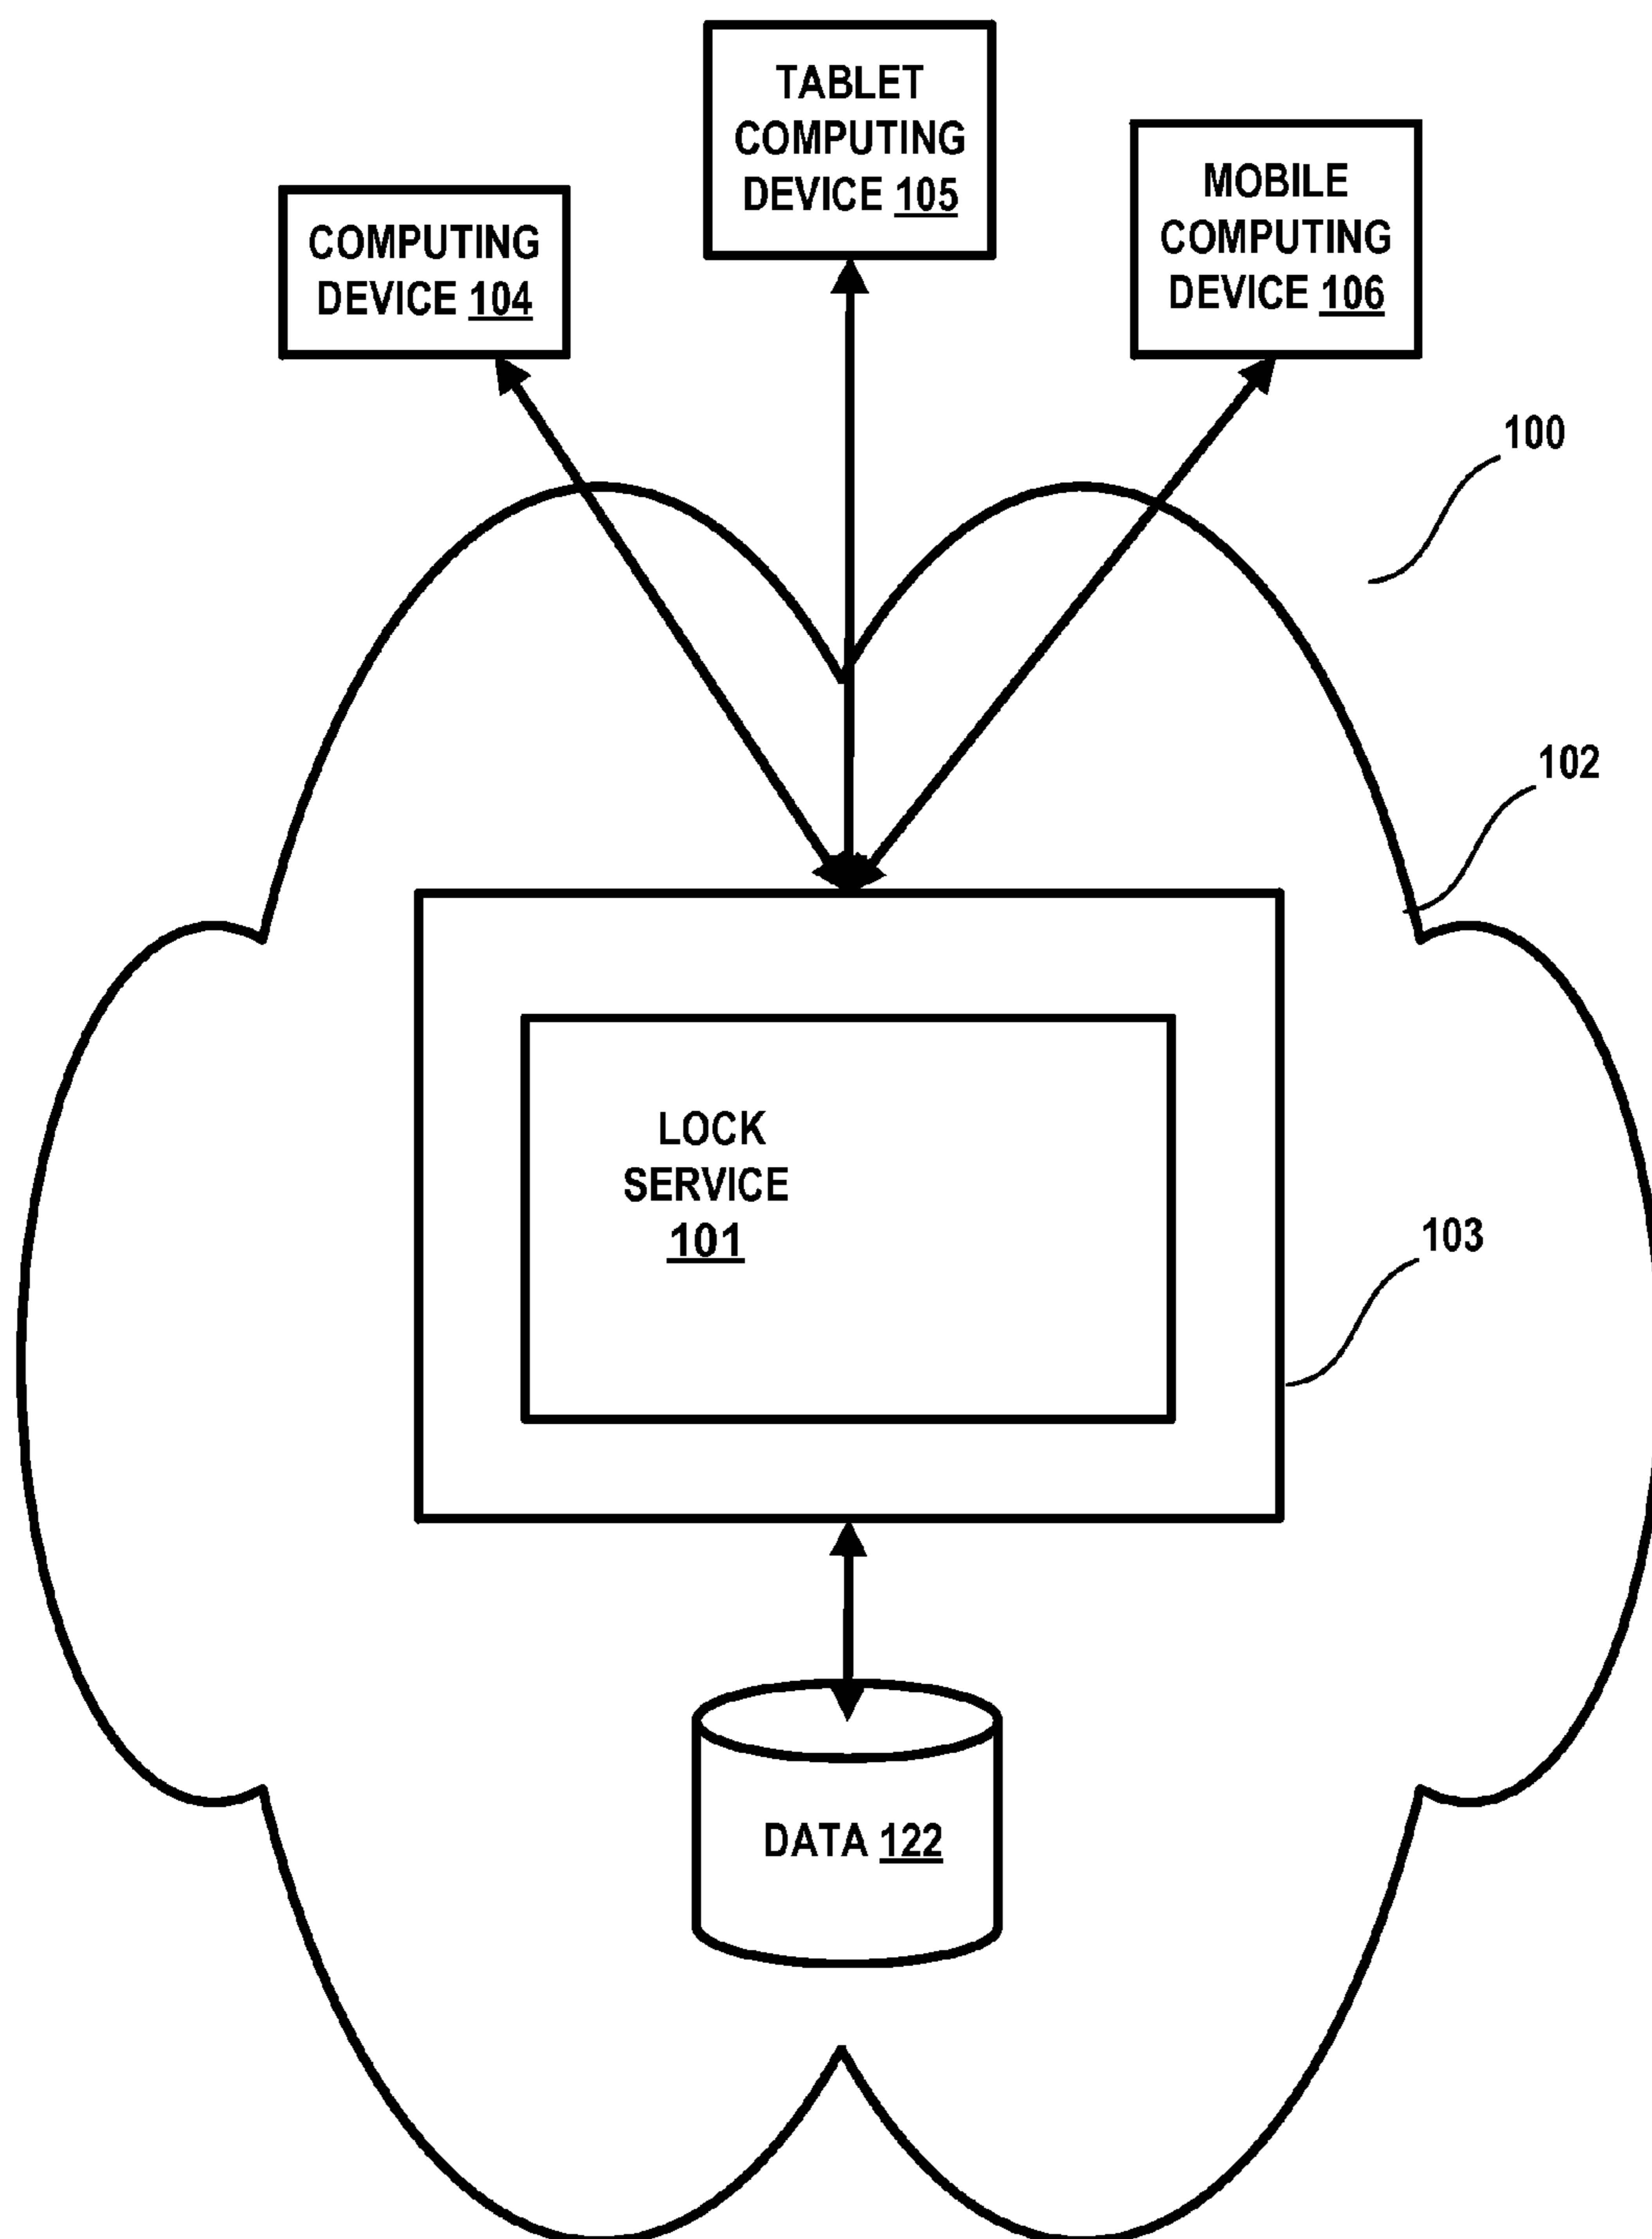 TABLET
COMPUTING
DEVICE 105
MOBILE
COMPUTING
DEVICE 106
COMPUTING
DEVICE 104
100
102
LOCK
SERVICE
101
103
DATA 122